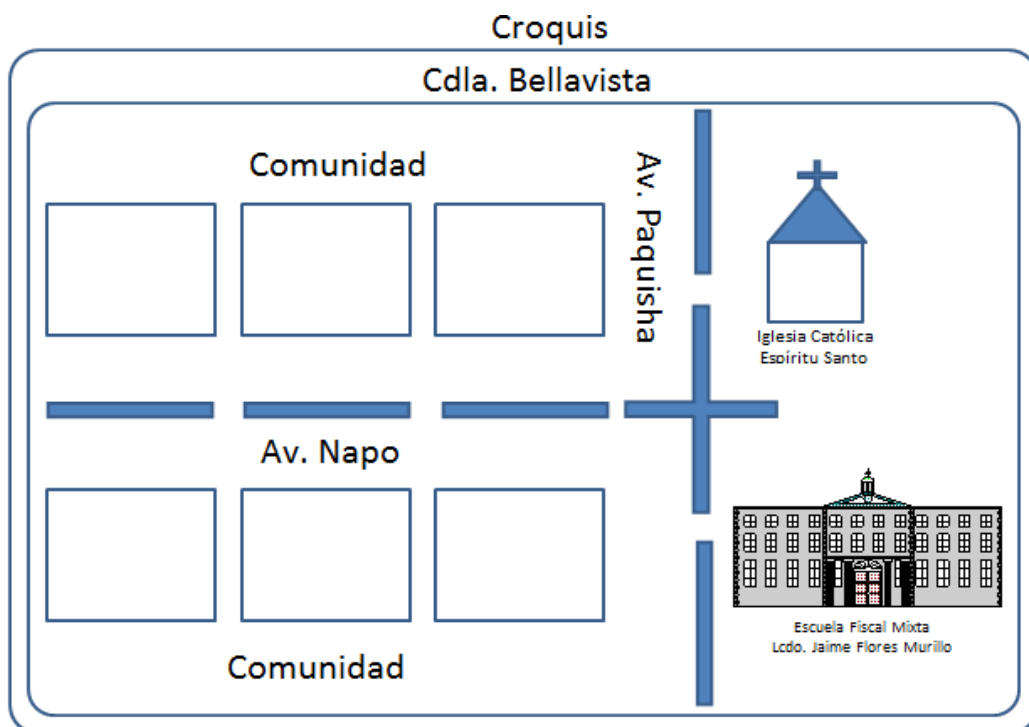 Croquis
Cdla. Bellavista
Comunidad
Av. Paquisha
Iglesia Católica
Espíritu Santo
Av. Napo
Escuela Fiscal Mixta
Lcdo. Jaime Flores Murillo
Comunidad